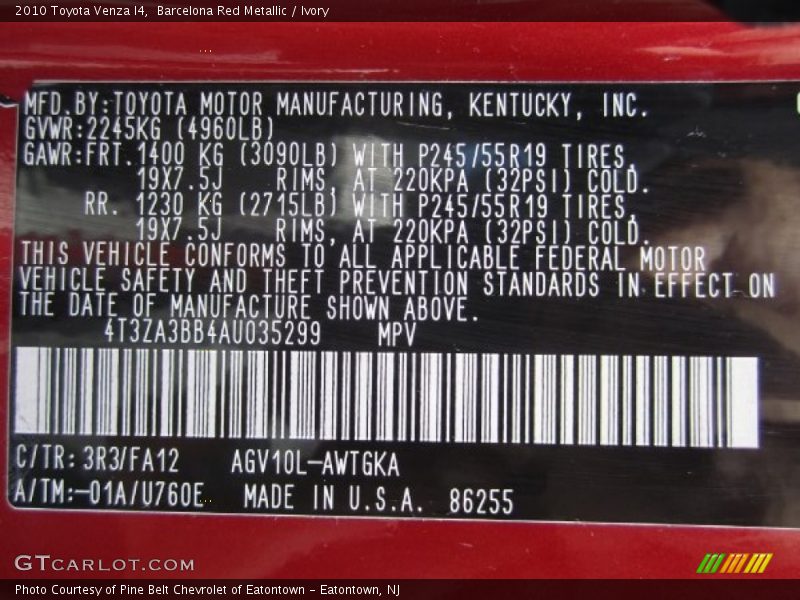 2010 Toyota Venza I4,  Barcelona Red Metallic / Ivory
MFD.BY:TOYOTA MOTOR MANUFACTURING, KENTUCKY, INC.
GVWR:2245KG (4960LB)
GAWR:FRT.1400 KG (3090LB) WITH P245/55R19 TIRES,
19X7.5J RIMS, AT 220KPA (32PSI) COLD.
RR. 1230 KG (2715LB) WITH P245/55R19 TIRES,
19X7.5J RIMS, AT 220KPA (32PSI) COLD.
THIS VEHICLE CONFORMS TO ALL APPLICABLE FEDERAL MOTOR
VEHICLE SAFETY AND THEFT PREVENTION STANDARDS IN EFFECT ON
THE DATE OF MANUFACTURE SHOWN ABOVE.
4T3ZA3BB4AU035299 MPV
C/TR: 3R3/FA12 AGV10L-AWTGKA
A/TM:-01A/U760E MADE IN U.S.A. 86255
GTCARLOT.COM
Photo Courtesy of Pine Belt Chevrolet of Eatontown - Eatontown, NJ